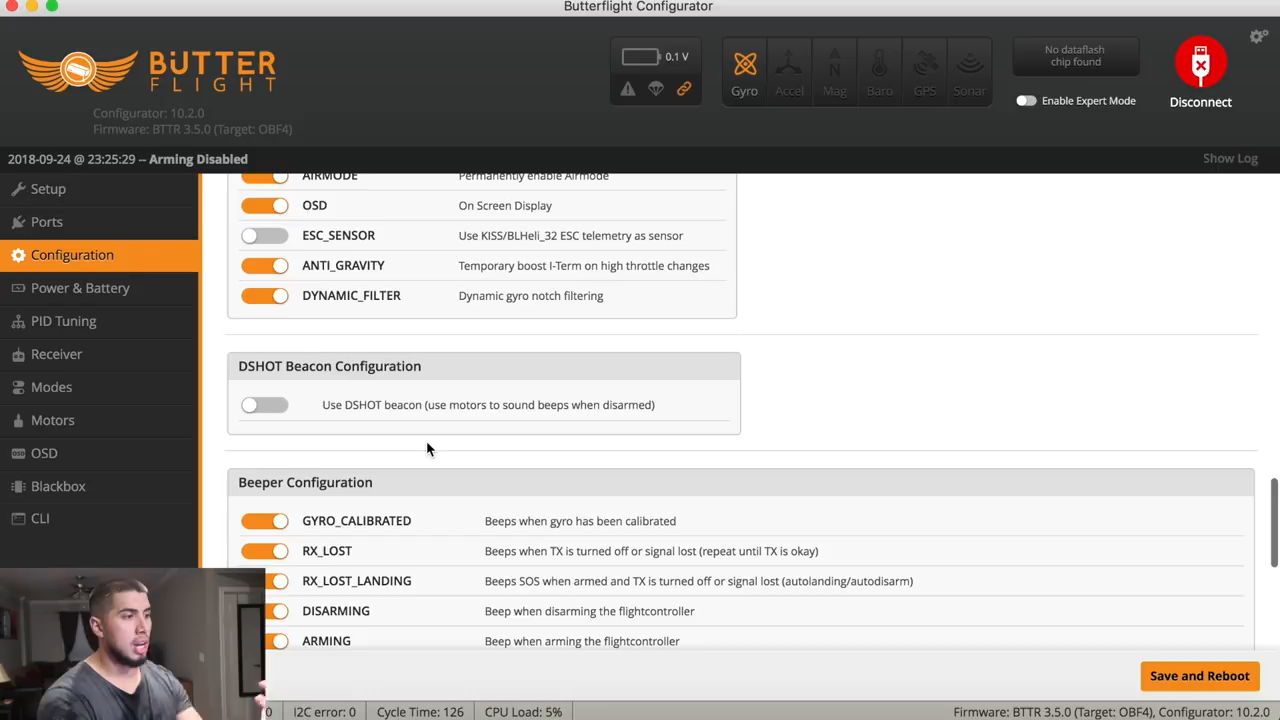 Butterflight Configurator
BUTTER
FLIGHT
Configurator: 10.2.0
Firmware: BTTR 3.5.0 (Target: OBF4)
0.1 V
Gyro
Accel
Mag
Baro
GPS
Sonar
No dataflash
chip found
Enable Expert Mode
Disconnect
2018-09-24 @ 23:25:29 -- Arming Disabled
Show Log
Setup
Ports
Configuration
Power & Battery
PID Tuning
Receiver
Modes
Motors
OSD
Blackbox
CLI
AIRMODE Permanently enable Airmode
OSD On Screen Display
ESC_SENSOR Use KISS/BLHeli_32 ESC telemetry as sensor
ANTI_GRAVITY Temporary boost I-Term on high throttle changes
DYNAMIC_FILTER Dynamic gyro notch filtering
DSHOT Beacon Configuration
Use DSHOT beacon (use motors to sound beeps when disarmed)
Beeper Configuration
GYRO_CALIBRATED Beeps when gyro has been calibrated
RX_LOST Beeps when TX is turned off or signal lost (repeat until TX is okay)
RX_LOST_LANDING Beeps SOS when armed and TX is turned off or signal lost (autolanding/autodisarm)
DISARMING Beep when disarming the flightcontroller
ARMING Beep when arming the flightcontroller
Save and Reboot
0 I2C error: 0 Cycle Time: 126 CPU Load: 5% Firmware: BTTR 3.5.0 (Target: OBF4), Configurator: 10.2.0